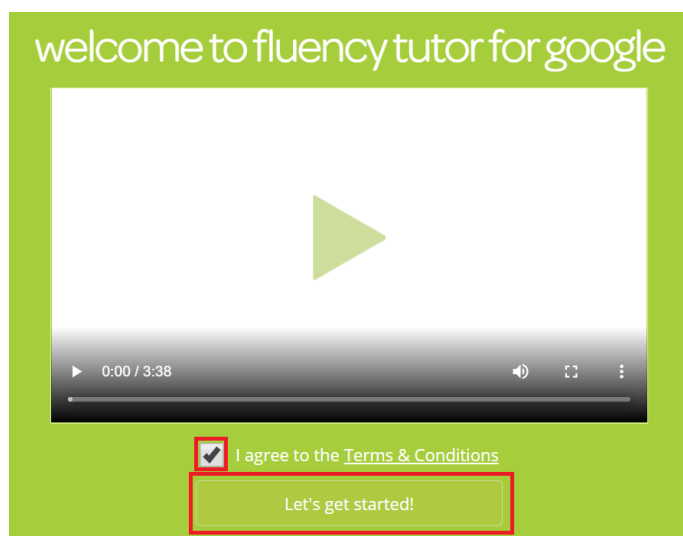 welcome to fluency tutor for google
0:00 / 3:38
I agree to the Terms & Conditions
Let's get started!